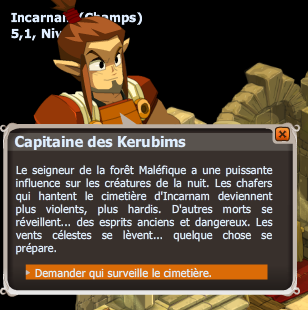 Incarnam (Champs)
5,1, Niv
Capitaine des Kerubims
Le seigneur de la forêt Maléfique a une puissante
influence sur les créatures de la nuit. Les chafers
qui hantent le cimetière d'Incarnam deviennent
plus violents, plus hardis. D'autres morts se
réveillent... des esprits anciens et dangereux. Les
vents célestes se lèvent... quelque chose se
prépare.
Demander qui surveille le cimetière.